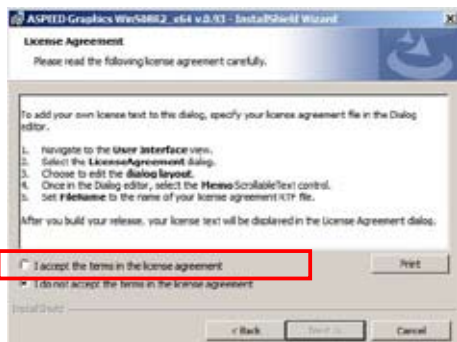 ASPEED Graphics WinS08R2_x64 v.0.93 - InstallShield Wizard
License Agreement
Please read the following license agreement carefully.
To add your own license text to this dialog, specify your license agreement file in the Dialog
editor.
1. Navigate to the User Interface view.
2. Select the LicenseAgreement dialog.
3. Choose to edit the dialog layout.
4. Once in the Dialog editor, select the Memo ScrollableText control.
5. Set FileName to the name of your license agreement RTF file.
After you build your release, your license text will be displayed in the License Agreement dialog.
I accept the terms in the license agreement
Print
I do not accept the terms in the license agreement
InstallShield
< Back
Next >
Cancel